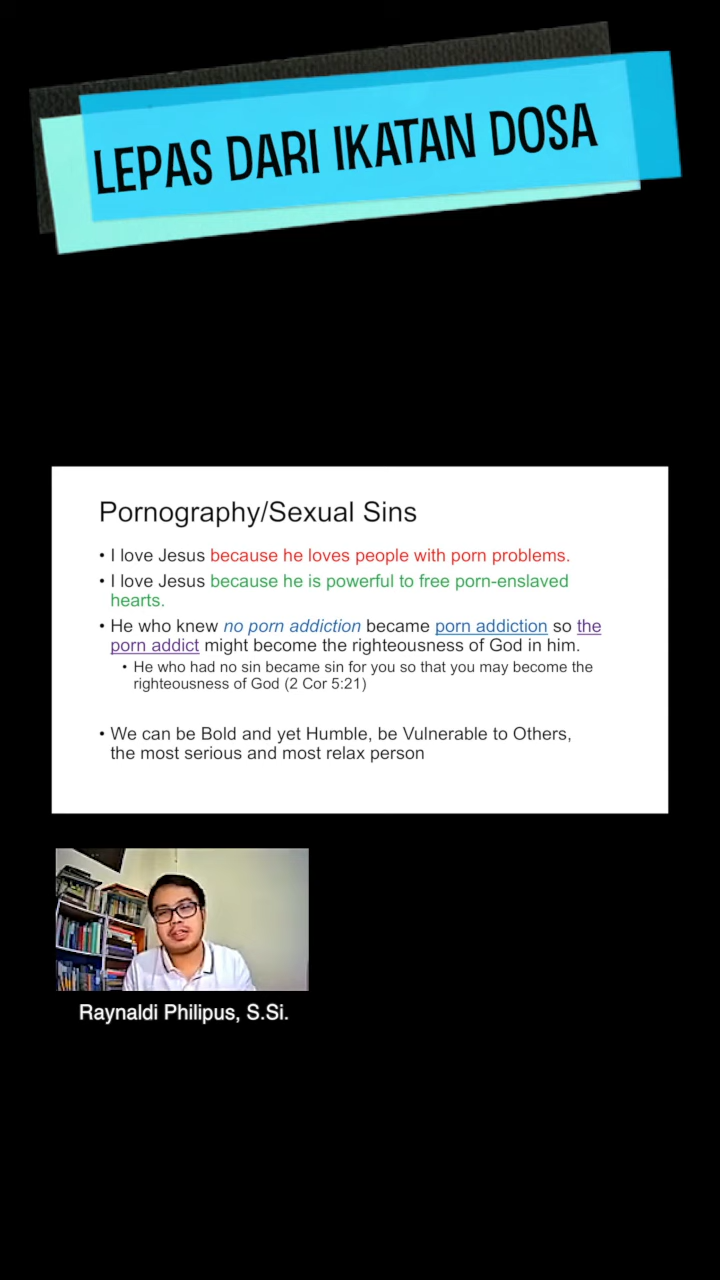 LEPAS DARI IKATAN DOSA
Pornography/Sexual Sins
• I love Jesus because he loves people with porn problems.
• I love Jesus because he is powerful to free porn-enslaved
hearts.
• He who knew no porn addiction became porn addiction so the
porn addict might become the righteousness of God in him.
• He who had no sin became sin for you so that you may become the
righteousness of God (2 Cor 5:21)
• We can be Bold and yet Humble, be Vulnerable to Others,
the most serious and most relax person
Raynaldi Philipus, S.Si.